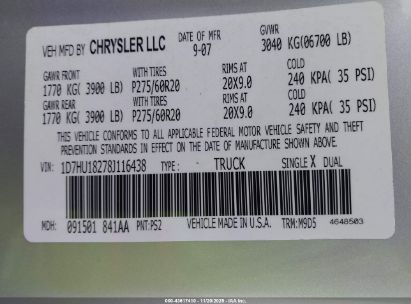 VEH MFD BY CHRYSLER LLC DATE OF MFR 9-07 GVWR 3040 KG(06700 LB)
GAWR FRONT WITH TIRES RIMS AT COLD
1770 KG( 3900 LB) P275/60R20 20X9.0 240 KPA( 35 PSI)
GAWR REAR WITH TIRES RIMS AT COLD
1770 KG( 3900 LB) P275/60R20 20X9.0 240 KPA( 35 PSI)
THIS VEHICLE CONFORMS TO ALL APPLICABLE FEDERAL MOTOR VEHICLE SAFETY AND THEFT
PREVENTION STANDARDS IN EFFECT ON THE DATE OF MANUFACTURE SHOWN ABOVE.
VIN: 1D7HU18278J116438 TYPE: TRUCK SINGLE X DUAL
MDH: 091501 841AA PNT:PS2 VEHICLE MADE IN U.S.A. TRM:M9D5 4648503